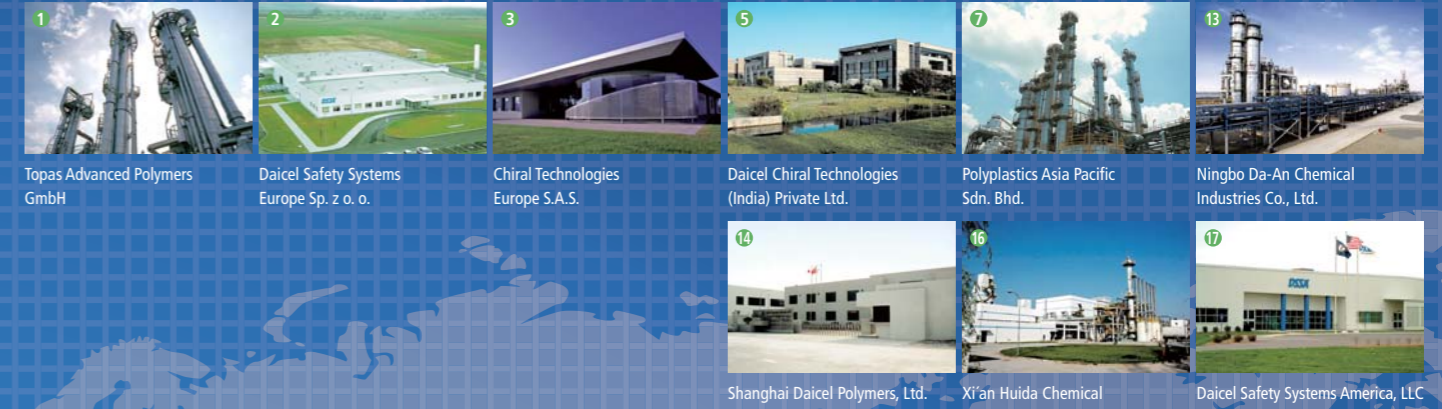 1
Topas Advanced Polymers
GmbH
2
Daicel Safety Systems
Europe Sp. z o. o.
3
Chiral Technologies
Europe S.A.S.
5
Daicel Chiral Technologies
(India) Private Ltd.
7
Polyplastics Asia Pacific
Sdn. Bhd.
13
Ningbo Da-An Chemical
Industries Co., Ltd.
14
Shanghai Daicel Polymers, Ltd.
16
Xi´an Huida Chemical
17
DSSA
Daicel Safety Systems America, LLC